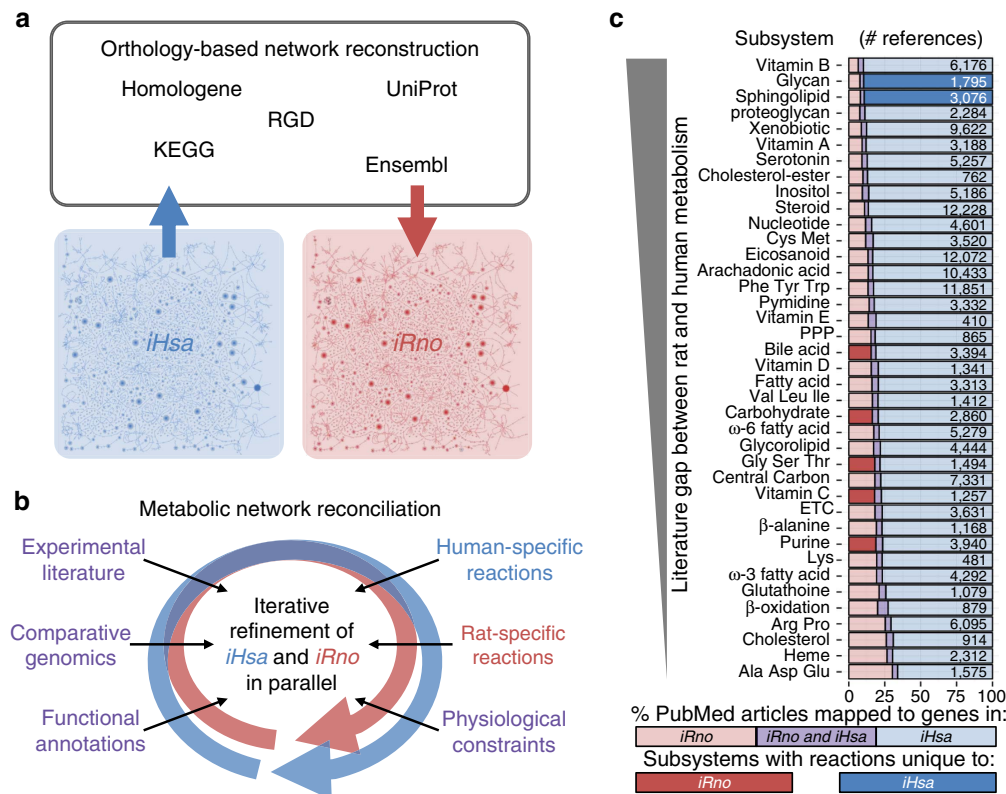 a
Orthology-based network reconstruction
Homologene
UniProt
RGD
KEGG
Ensembl
iHsa
iRno
b
Metabolic network reconciliation
Experimental
literature
Human-specific
reactions
Comparative
genomics
Iterative
refinement of
iHsa and iRno
in parallel
Rat-specific
reactions
Functional
annotations
Physiological
constraints
c
Subsystem (# references)
Literature gap between rat and human metabolism
Vitamin B 6,176
Glycan 1,795
Sphingolipid 3,076
proteoglycan 2,284
Xenobiotic 9,622
Vitamin A 3,188
Serotonin 5,257
Cholesterol-ester 762
Inositol 5,186
Steroid 12,228
Nucleotide 4,601
Cys Met 3,520
Eicosanoid 12,072
Arachadonic acid 10,433
Phe Tyr Trp 11,851
Pymidine 3,332
Vitamin E 410
PPP 865
Bile acid 3,394
Vitamin D 1,341
Fatty acid 3,313
Val Leu Ile 1,412
Carbohydrate 2,860
ω-6 fatty acid 5,279
Glycorolipid 4,444
Gly Ser Thr 1,494
Central Carbon 7,331
Vitamin C 1,257
ETC 3,631
β-alanine 1,168
Purine 3,940
Lys 481
ω-3 fatty acid 4,292
Glutathoine 1,079
β-oxidation 879
Arg Pro 6,095
Cholesterol 914
Heme 2,312
Ala Asp Glu 1,575
0 25 50 75 100
% PubMed articles mapped to genes in:
iRno iRno and iHsa iHsa
Subsystems with reactions unique to:
iRno iHsa